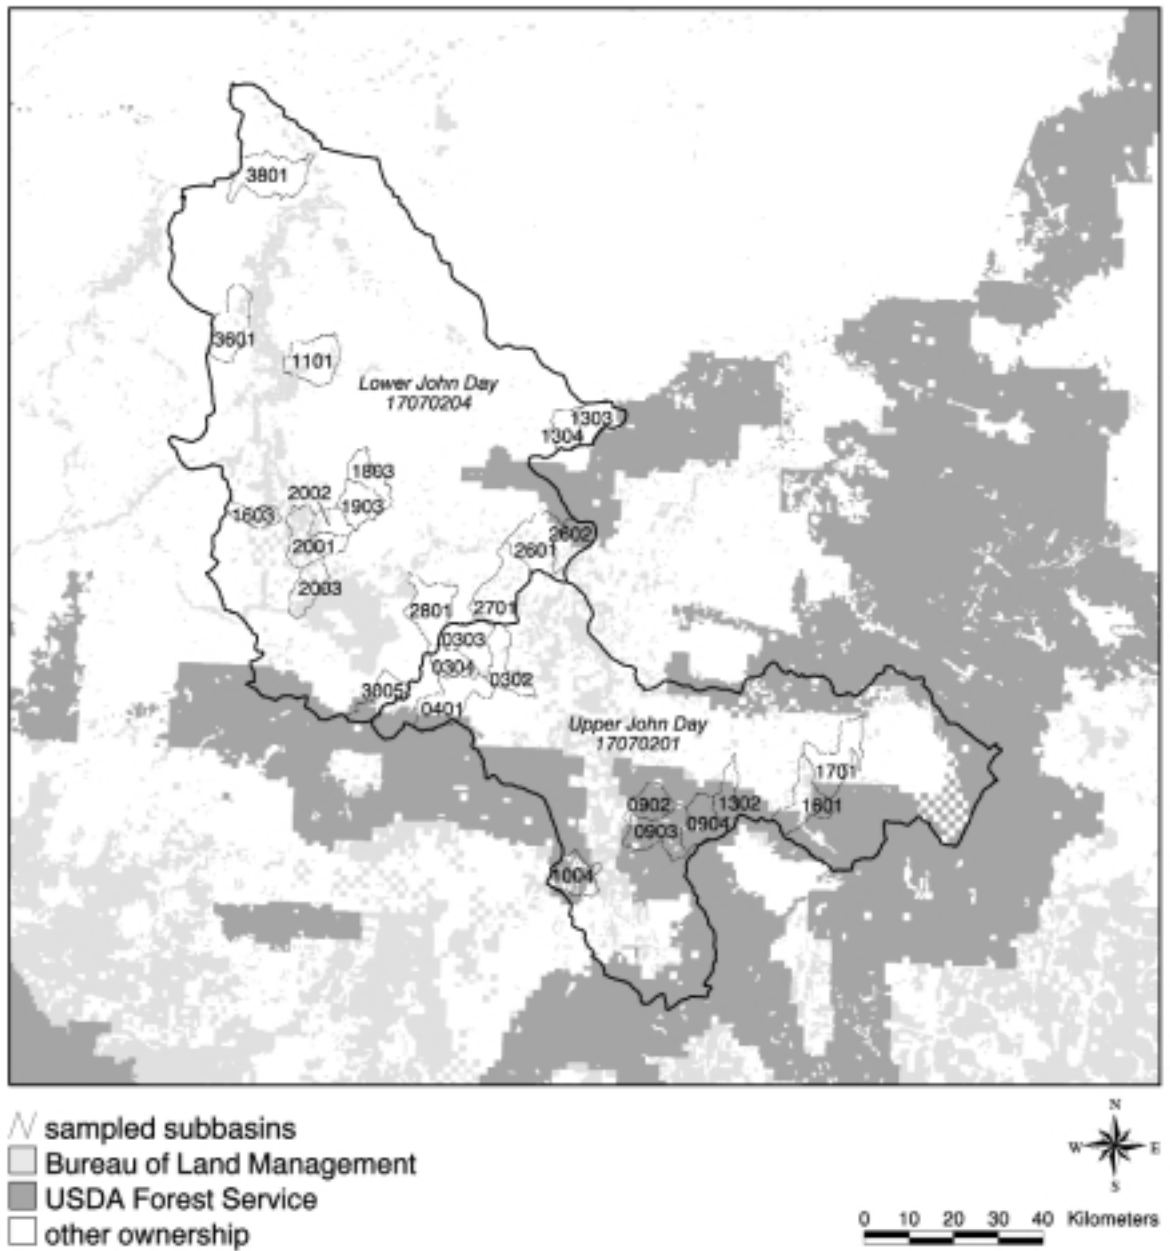 3801
3601
1101
Lower John Day
17070204
1303
1304
1803
2002
1903
1603
2602
2001
2601
2003
2801
2701
0303
0304
0302
3005
0401
Upper John Day
17070201
1701
0902
1302
1601
0904
0903
1004
sampled subbasins
Bureau of Land Management
USDA Forest Service
other ownership
N
W E
S
0 10 20 30 40 Kilometers